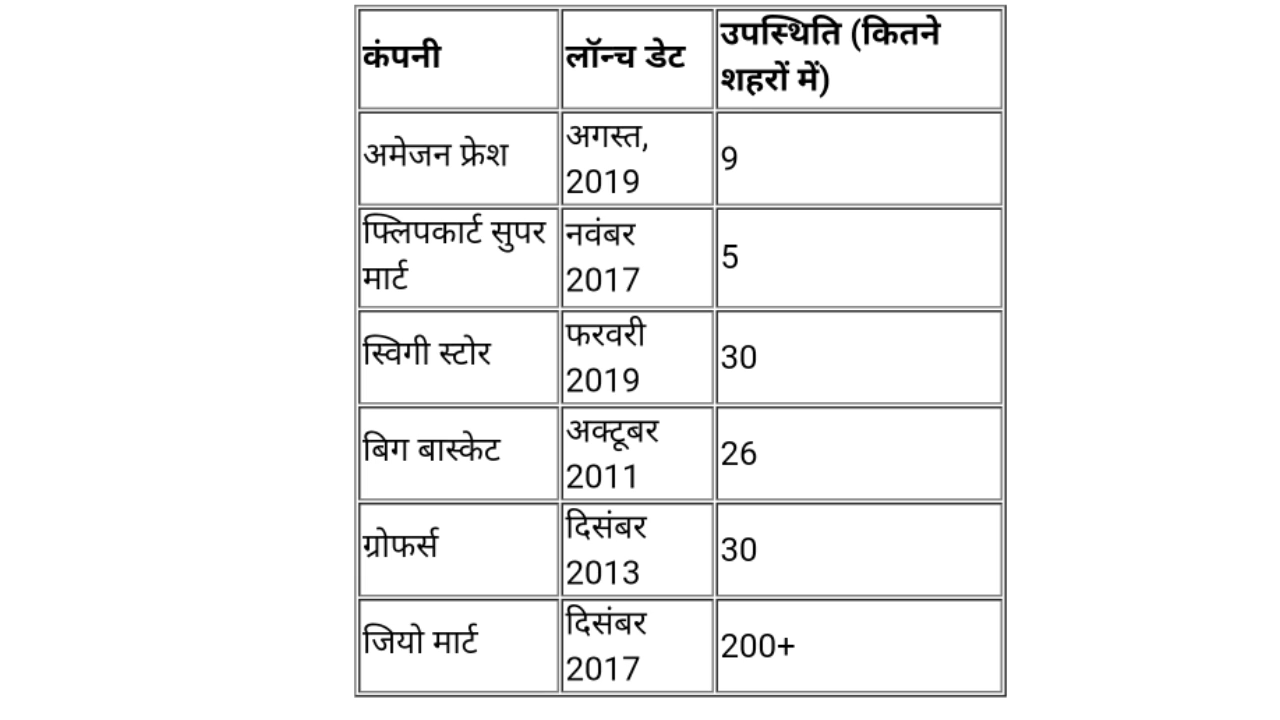 कंपनी
लॉन्च डेट
उपस्थिति (कितने
शहरों में)
अमेजन फ्रेश
अगस्त,
2019
9
फ्लिपकार्ट सुपर
मार्ट
नवंबर
2017
5
स्विगी स्टोर
फरवरी
2019
30
बिग बास्केट
अक्टूबर
2011
26
ग्रोफर्स
दिसंबर
2013
30
जियो मार्ट
दिसंबर
2017
200+